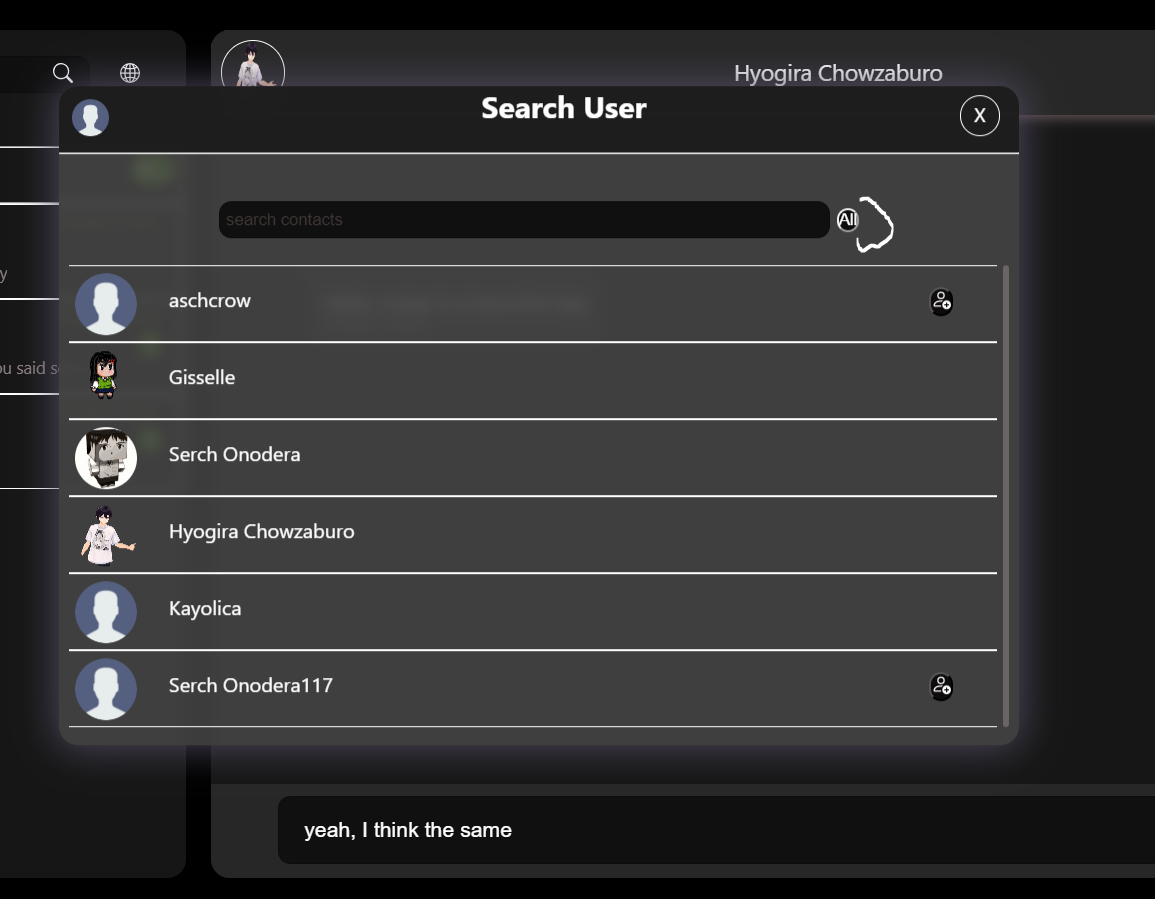 Hyogira Chowzaburo
Search User
X
search contacts
All
y
aschcrow
ou said s
Gisselle
Serch Onodera
Hyogira Chowzaburo
Kayolica
Serch Onodera117
yeah, I think the same